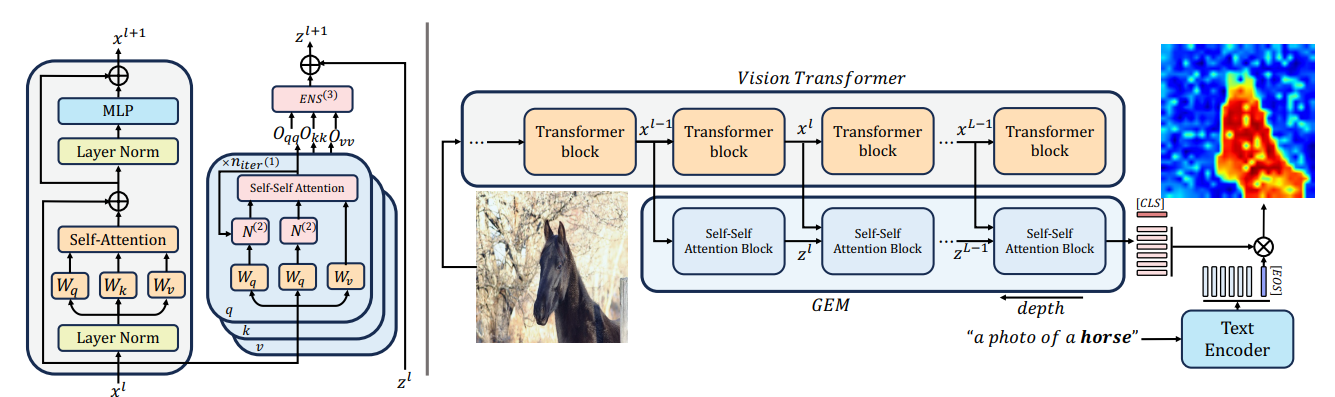 x^{l+1}
MLP
Layer Norm
Self-Attention
W_q
W_k
W_v
Layer Norm
x^l
z^{l+1}
ENS^{(3)}
O_{qq}
O_{kk}
O_{vv}
×n_{iter}^{(1)}
Self-Self Attention
N^{(2)}
N^{(2)}
W_q
W_q
W_v
q
k
v
z^l
Vision Transformer
...
Transformer
block
x^{l-1}
Transformer
block
x^l
Transformer
block
x^{L-1}
...
Transformer
block
Self-Self
Attention Block
z^l
Self-Self
Attention Block
...
z^{L-1}
Self-Self
Attention Block
GEM
depth
[CLS]
[EOS]
“a photo of a horse”
Text
Encoder